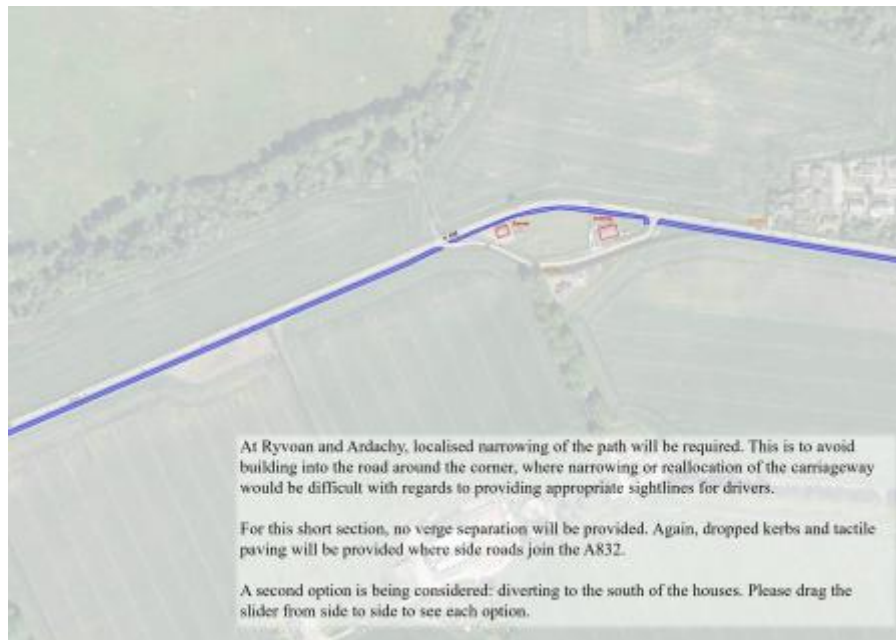 At Ryvoan and Ardachy, localised narrowing of the path will be required. This is to avoid
building into the road around the corner, where narrowing or reallocation of the carriageway
would be difficult with regards to providing appropriate sightlines for drivers.
For this short section, no verge separation will be provided. Again, dropped kerbs and tactile
paving will be provided where side roads join the A832.
A second option is being considered: diverting to the south of the houses. Please drag the
slider from side to side to see each option.